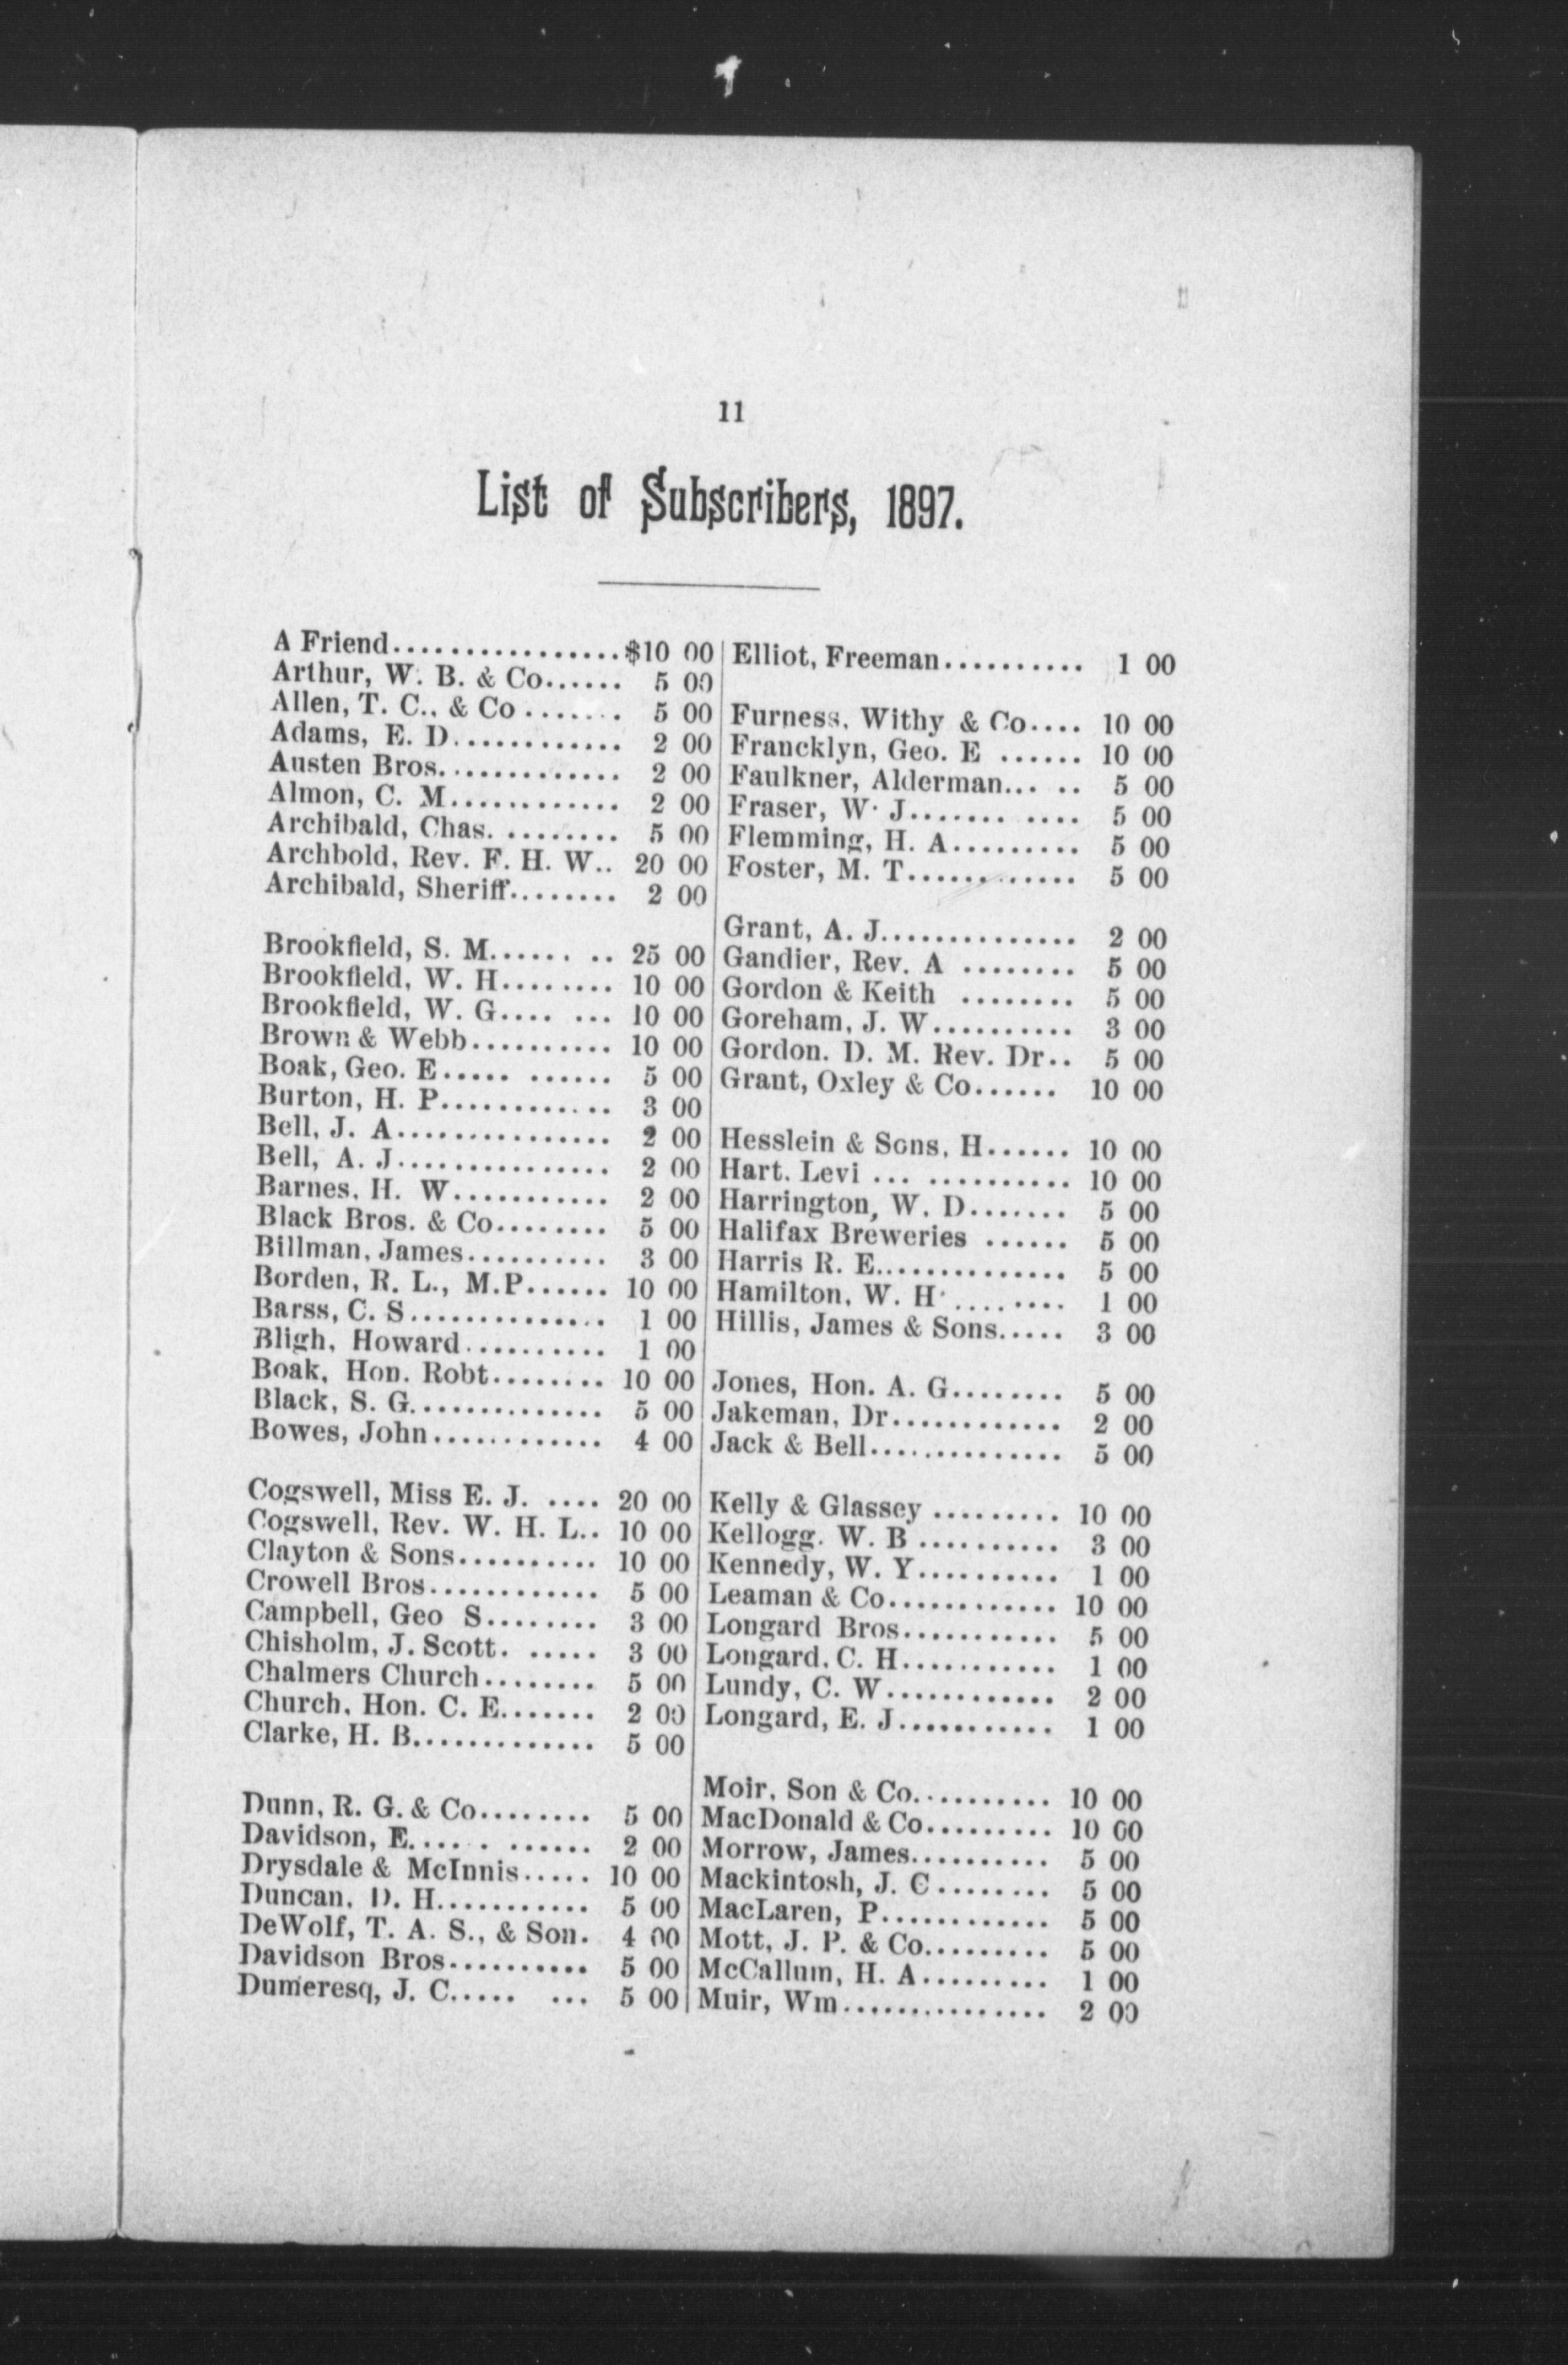 11
List of Subscribers, 1897.
A Friend.................$10 00
Arthur, W. B. & Co...... 5 00
Allen, T. C., & Co ....... 5 00
Adams, E. D............. 2 00
Austen Bros.............. 2 00
Almon, C. M............ 2 00
Archibald, Chas. ........ 5 00
Archbold, Rev. F. H. W.. 20 00
Archibald, Sheriff........ 2 00
Brookfield, S. M...... .. 25 00
Brookfield, W. H........ 10 00
Brookfield, W. G.... ... 10 00
Brown & Webb.......... 10 00
Boak, Geo. E..... ...... 5 00
Burton, H. P............ 3 00
Bell, J. A............... 2 00
Bell, A. J............... 2 00
Barnes, H. W........... 2 00
Black Bros. & Co........ 5 00
Billman, James.......... 3 00
Borden, R. L., M.P...... 10 00
Barss, C. S.............. 1 00
Bligh, Howard.......... 1 00
Boak, Hon. Robt........ 10 00
Black, S. G.............. 5 00
Bowes, John............ 4 00
Cogswell, Miss E. J. .... 20 00
Cogswell, Rev. W. H. L.. 10 00
Clayton & Sons.......... 10 00
Crowell Bros............ 5 00
Campbell, Geo S........ 3 00
Chisholm, J. Scott. ..... 3 00
Chalmers Church........ 5 00
Church, Hon. C. E....... 2 00
Clarke, H. B............. 5 00
Dunn, R. G. & Co........ 5 00
Davidson, E..... . ...... 2 00
Drysdale & McInnis..... 10 00
Duncan, D. H........... 5 00
DeWolf, T. A. S., & Son. 4 00
Davidson Bros.......... 5 00
Dumeresq, J. C..... ... 5 00
Elliot, Freeman.......... 1 00
Furness, Withy & Co.... 10 00
Francklyn, Geo. E ...... 10 00
Faulkner, Alderman... .. 5 00
Fraser, W. J....... .... 5 00
Flemming, H. A......... 5 00
Foster, M. T............ 5 00
Grant, A. J.............. 2 00
Gandier, Rev. A ........ 5 00
Gordon & Keith ........ 5 00
Goreham, J. W.......... 3 00
Gordon. D. M. Rev. Dr.. 5 00
Grant, Oxley & Co...... 10 00
Hesslein & Sons, H...... 10 00
Hart. Levi ... .......... 10 00
Harrington, W. D....... 5 00
Halifax Breweries ...... 5 00
Harris R. E.............. 5 00
Hamilton, W. H. ........ 1 00
Hillis, James & Sons..... 3 00
Jones, Hon. A. G........ 5 00
Jakeman, Dr............ 2 00
Jack & Bell.............. 5 00
Kelly & Glassey ......... 10 00
Kellogg. W. B .......... 3 00
Kennedy, W. Y.......... 1 00
Leaman & Co............ 10 00
Longard Bros........... 5 00
Longard, C. H........... 1 00
Lundy, C. W............ 2 00
Longard, E. J........... 1 00
Moir, Son & Co.......... 10 00
MacDonald & Co......... 10 00
Morrow, James.......... 5 00
Mackintosh, J. C........ 5 00
MacLaren, P............ 5 00
Mott, J. P. & Co......... 5 00
McCallum, H. A......... 1 00
Muir, Wm............... 2 00